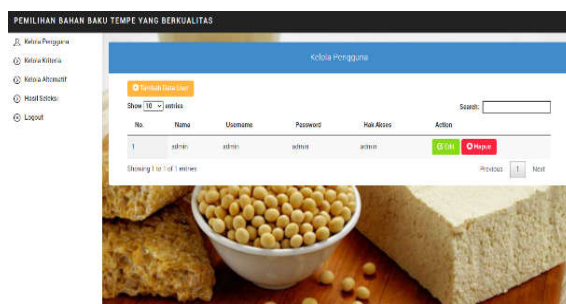 PEMILIHAN BAHAN BAKU TEMPE YANG BERKUALITAS
Kelola Pengguna
Kelola Kriteria
Kelola Alternatif
Hasil Seleksi
Logout
Kelola Pengguna
Tambah Data User
Show 10 entries
Search:
No. Nama Username Password Hak Akses Action
1 admin admin admin admin Edit Hapus
Showing 1 to 1 of 1 entries
Previous 1 Next